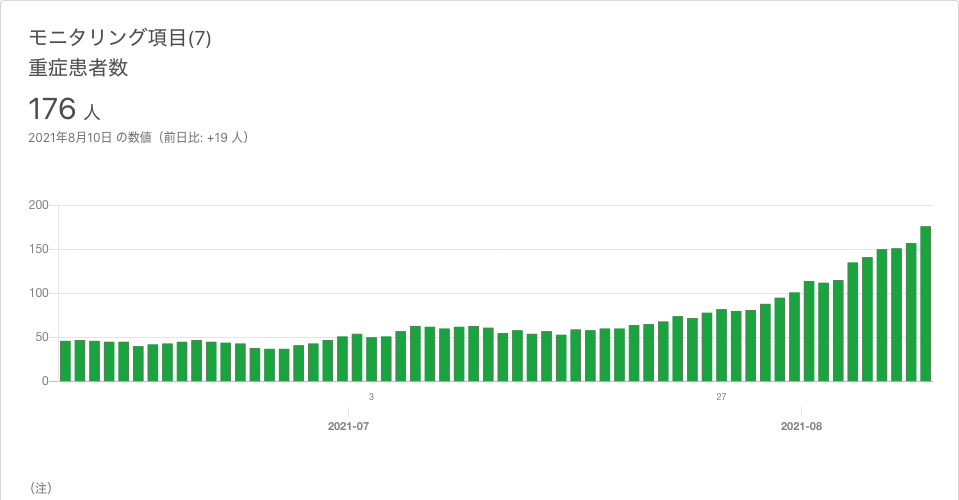 モニタリング項目(7)
重症患者数
176 人
2021年8月10日 の数値（前日比: +19 人）
200
150
100
50
0
3 27
2021-07 2021-08
（注）